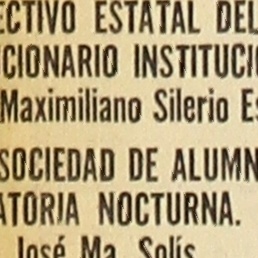 ECTIVO ESTATAL DEL
CIONARIO INSTITUCI
Maximiliano Silerio Es
SOCIEDAD DE ALUMN
ATORIA NOCTURNA.
José Ma. Solís